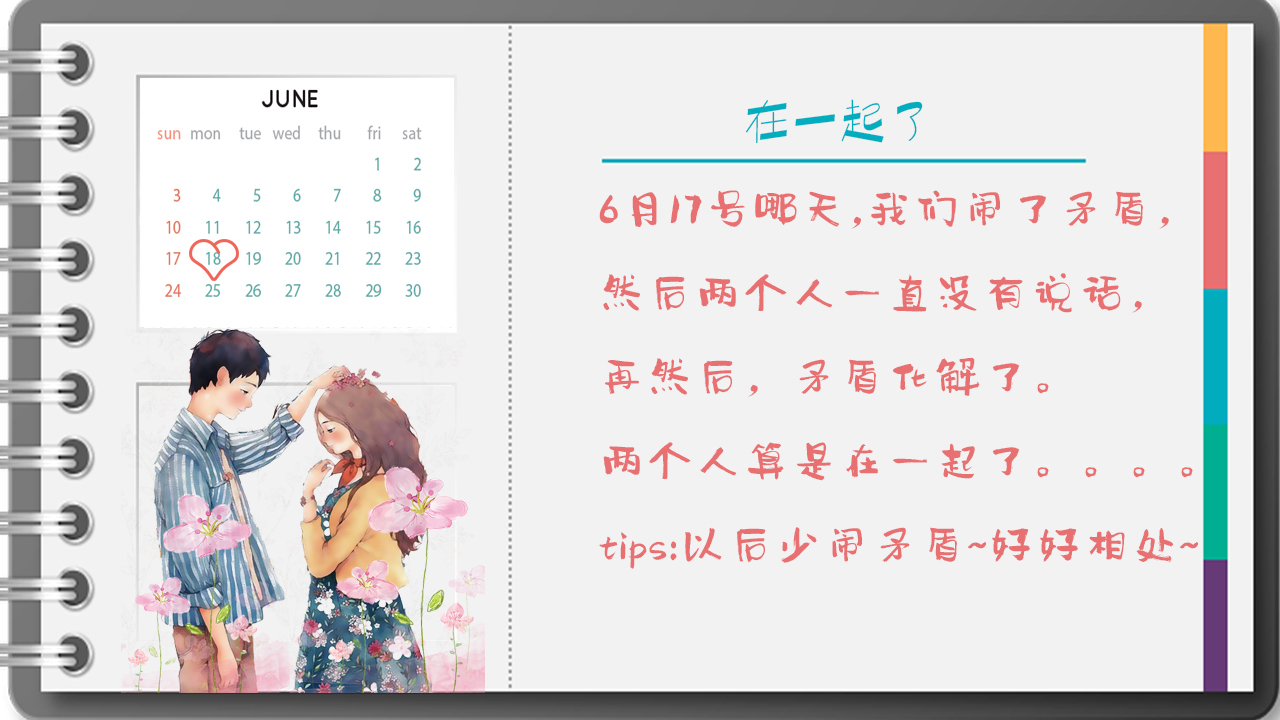 JUNE
sun mon tue wed thu fri sat
1 2
3 4 5 6 7 8 9
10 11 12 13 14 15 16
17 18 19 20 21 22 23
24 25 26 27 28 29 30
在一起了
6月17号哪天,我们闹了矛盾，
然后两个人一直没有说话，
再然后，矛盾化解了。
两个人算是在一起了。。。。
tips:以后少闹矛盾~好好相处~